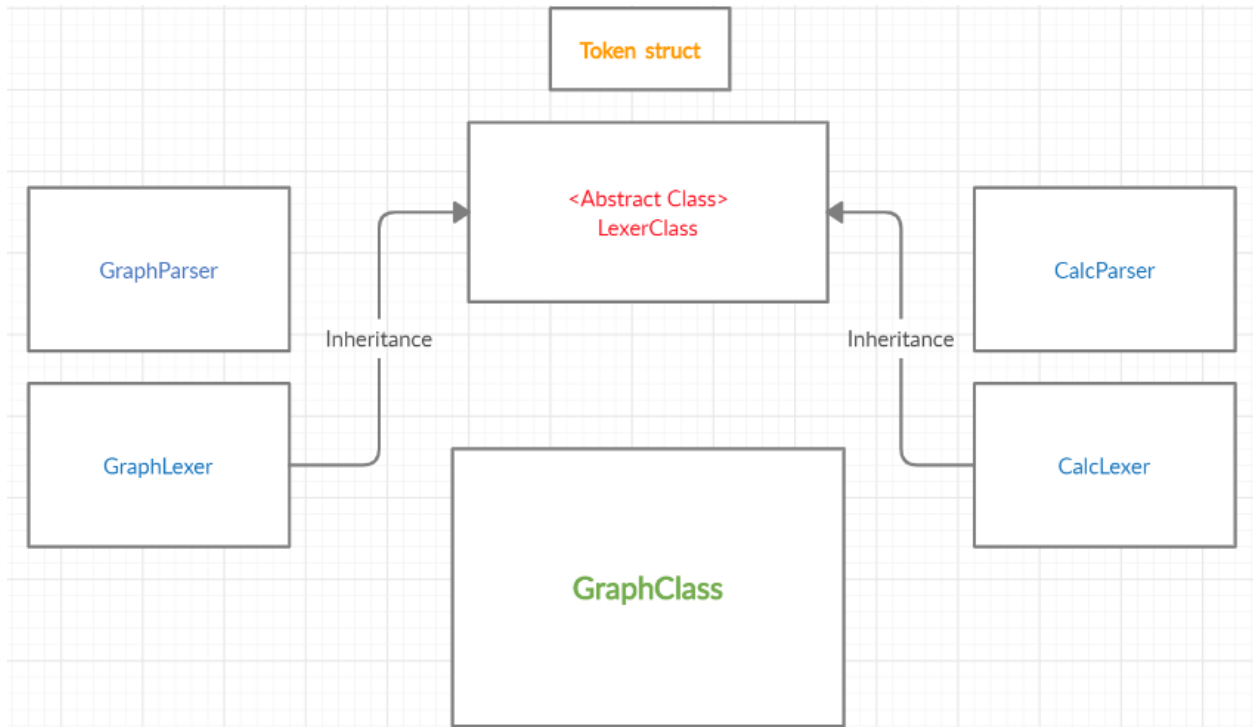 Token struct
<Abstract Class>
LexerClass
GraphParser
CalcParser
Inheritance
Inheritance
GraphLexer
CalcLexer
GraphClass